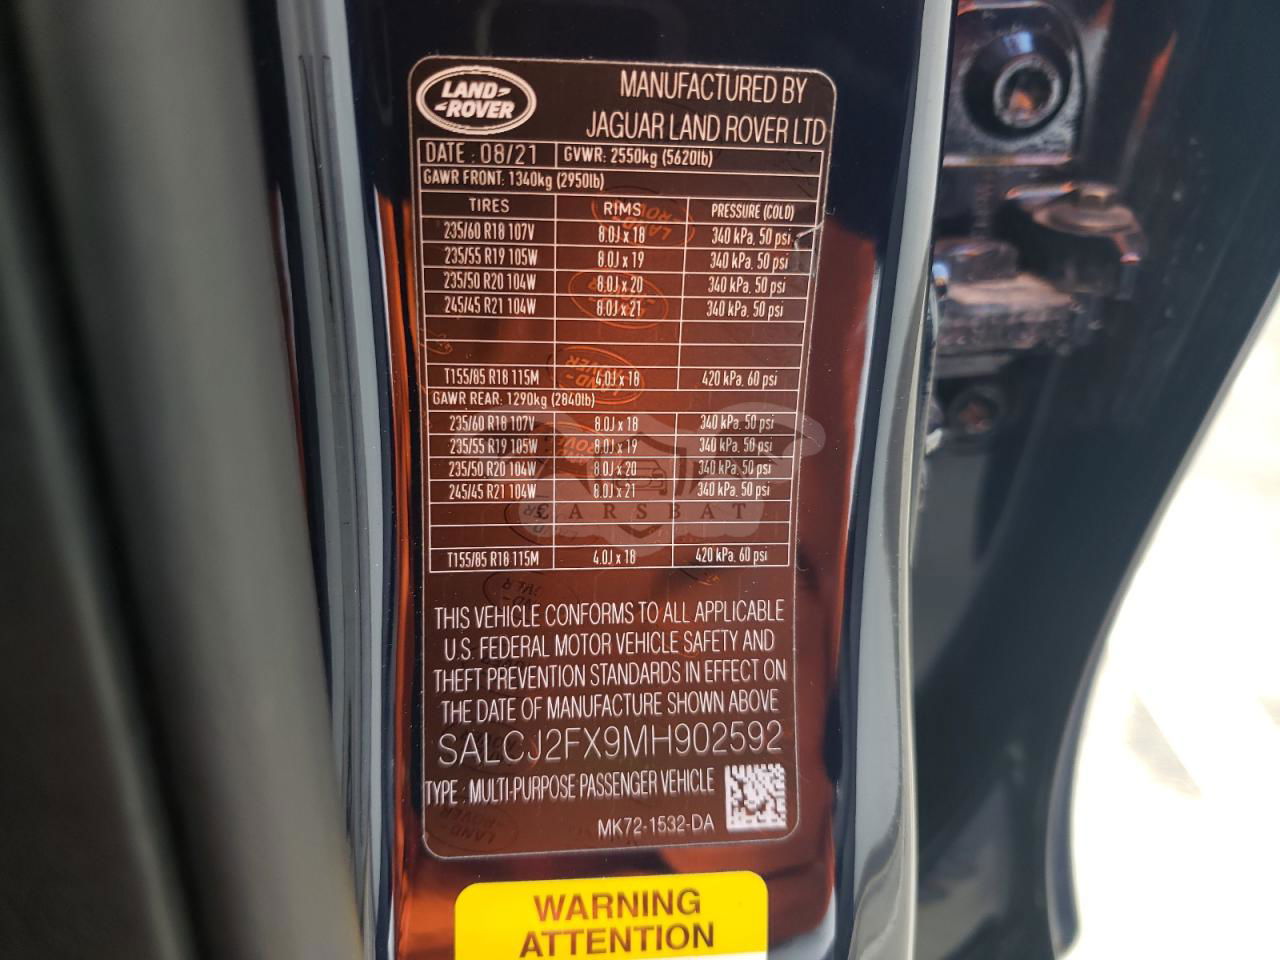 LAND-
-ROVER
MANUFACTURED BY
JAGUAR LAND ROVER LTD
DATE : 08/21 GVWR: 2550kg (5620lb)
GAWR FRONT: 1340kg (2950lb)
TIRES RIMS PRESSURE (COLD)
235/60 R18 107V 8.0J x 18 340 kPa, 50 psi
235/55 R19 105W 8.0J x 19 340 kPa, 50 psi
235/50 R20 104W 8.0J x 20 340 kPa, 50 psi
245/45 R21 104W 8.0J x 21 340 kPa, 50 psi
T155/85 R18 115M 4.0J x 18 420 kPa, 60 psi
GAWR REAR: 1290kg (2840lb)
235/60 R18 107V 8.0J x 18 340 kPa, 50 psi
235/55 R19 105W 8.0J x 19 340 kPa, 50 psi
235/50 R20 104W 8.0J x 20 340 kPa, 50 psi
245/45 R21 104W 8.0J x 21 340 kPa, 50 psi
CARSBAT
T155/85 R18 115M 4.0J x 18 420 kPa, 60 psi
THIS VEHICLE CONFORMS TO ALL APPLICABLE
U.S. FEDERAL MOTOR VEHICLE SAFETY AND
THEFT PREVENTION STANDARDS IN EFFECT ON
THE DATE OF MANUFACTURE SHOWN ABOVE
SALCJ2FX9MH902592
TYPE : MULTI-PURPOSE PASSENGER VEHICLE
MK72-1532-DA
WARNING
ATTENTION